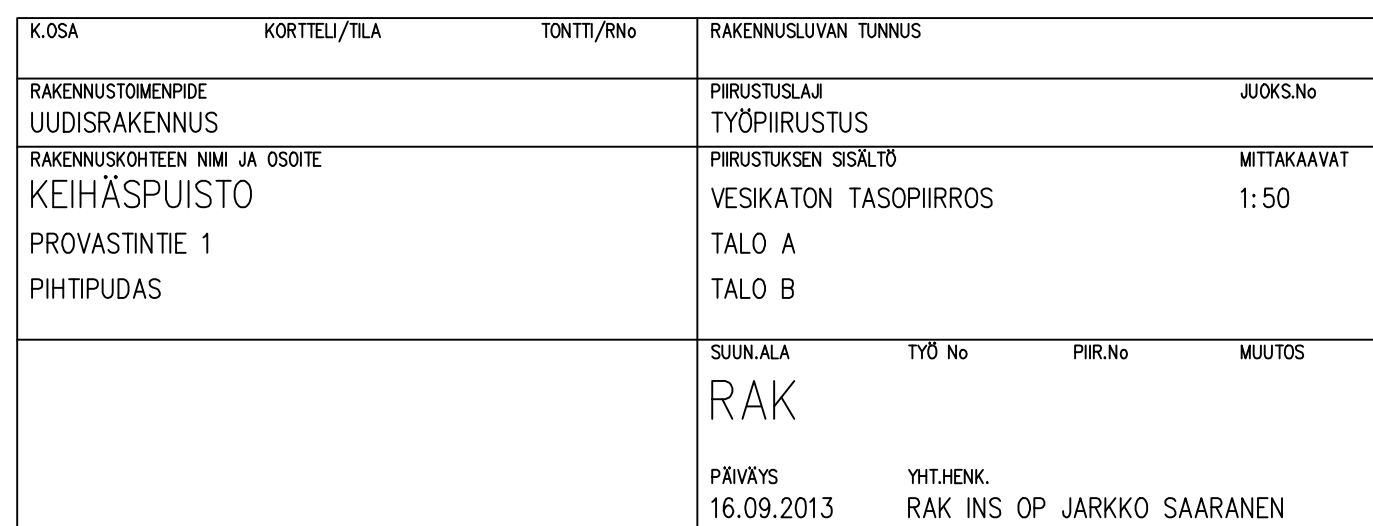 K.OSA KORTTELI/TILA TONTTI/RNo RAKENNUSLUVAN TUNNUS
RAKENNUSTOIMENPIDE
UUDISRAKENNUS
PIIRUSTUSLAJI JUOKS.No
TYÖPIIRUSTUS
RAKENNUSKOHTEEN NIMI JA OSOITE
KEIHÄSPUISTO
PROVASTINTIE 1
PIHTIPUDAS
PIIRUSTUKSEN SISÄLTÖ MITTAKAAVAT
VESIKATON TASOPIIRROS 1:50
TALO A
TALO B
SUUN.ALA TYÖ No PIIR.No MUUTOS
RAK
PÄIVÄYS YHT.HENK.
16.09.2013 RAK INS OP JARKKO SAARANEN